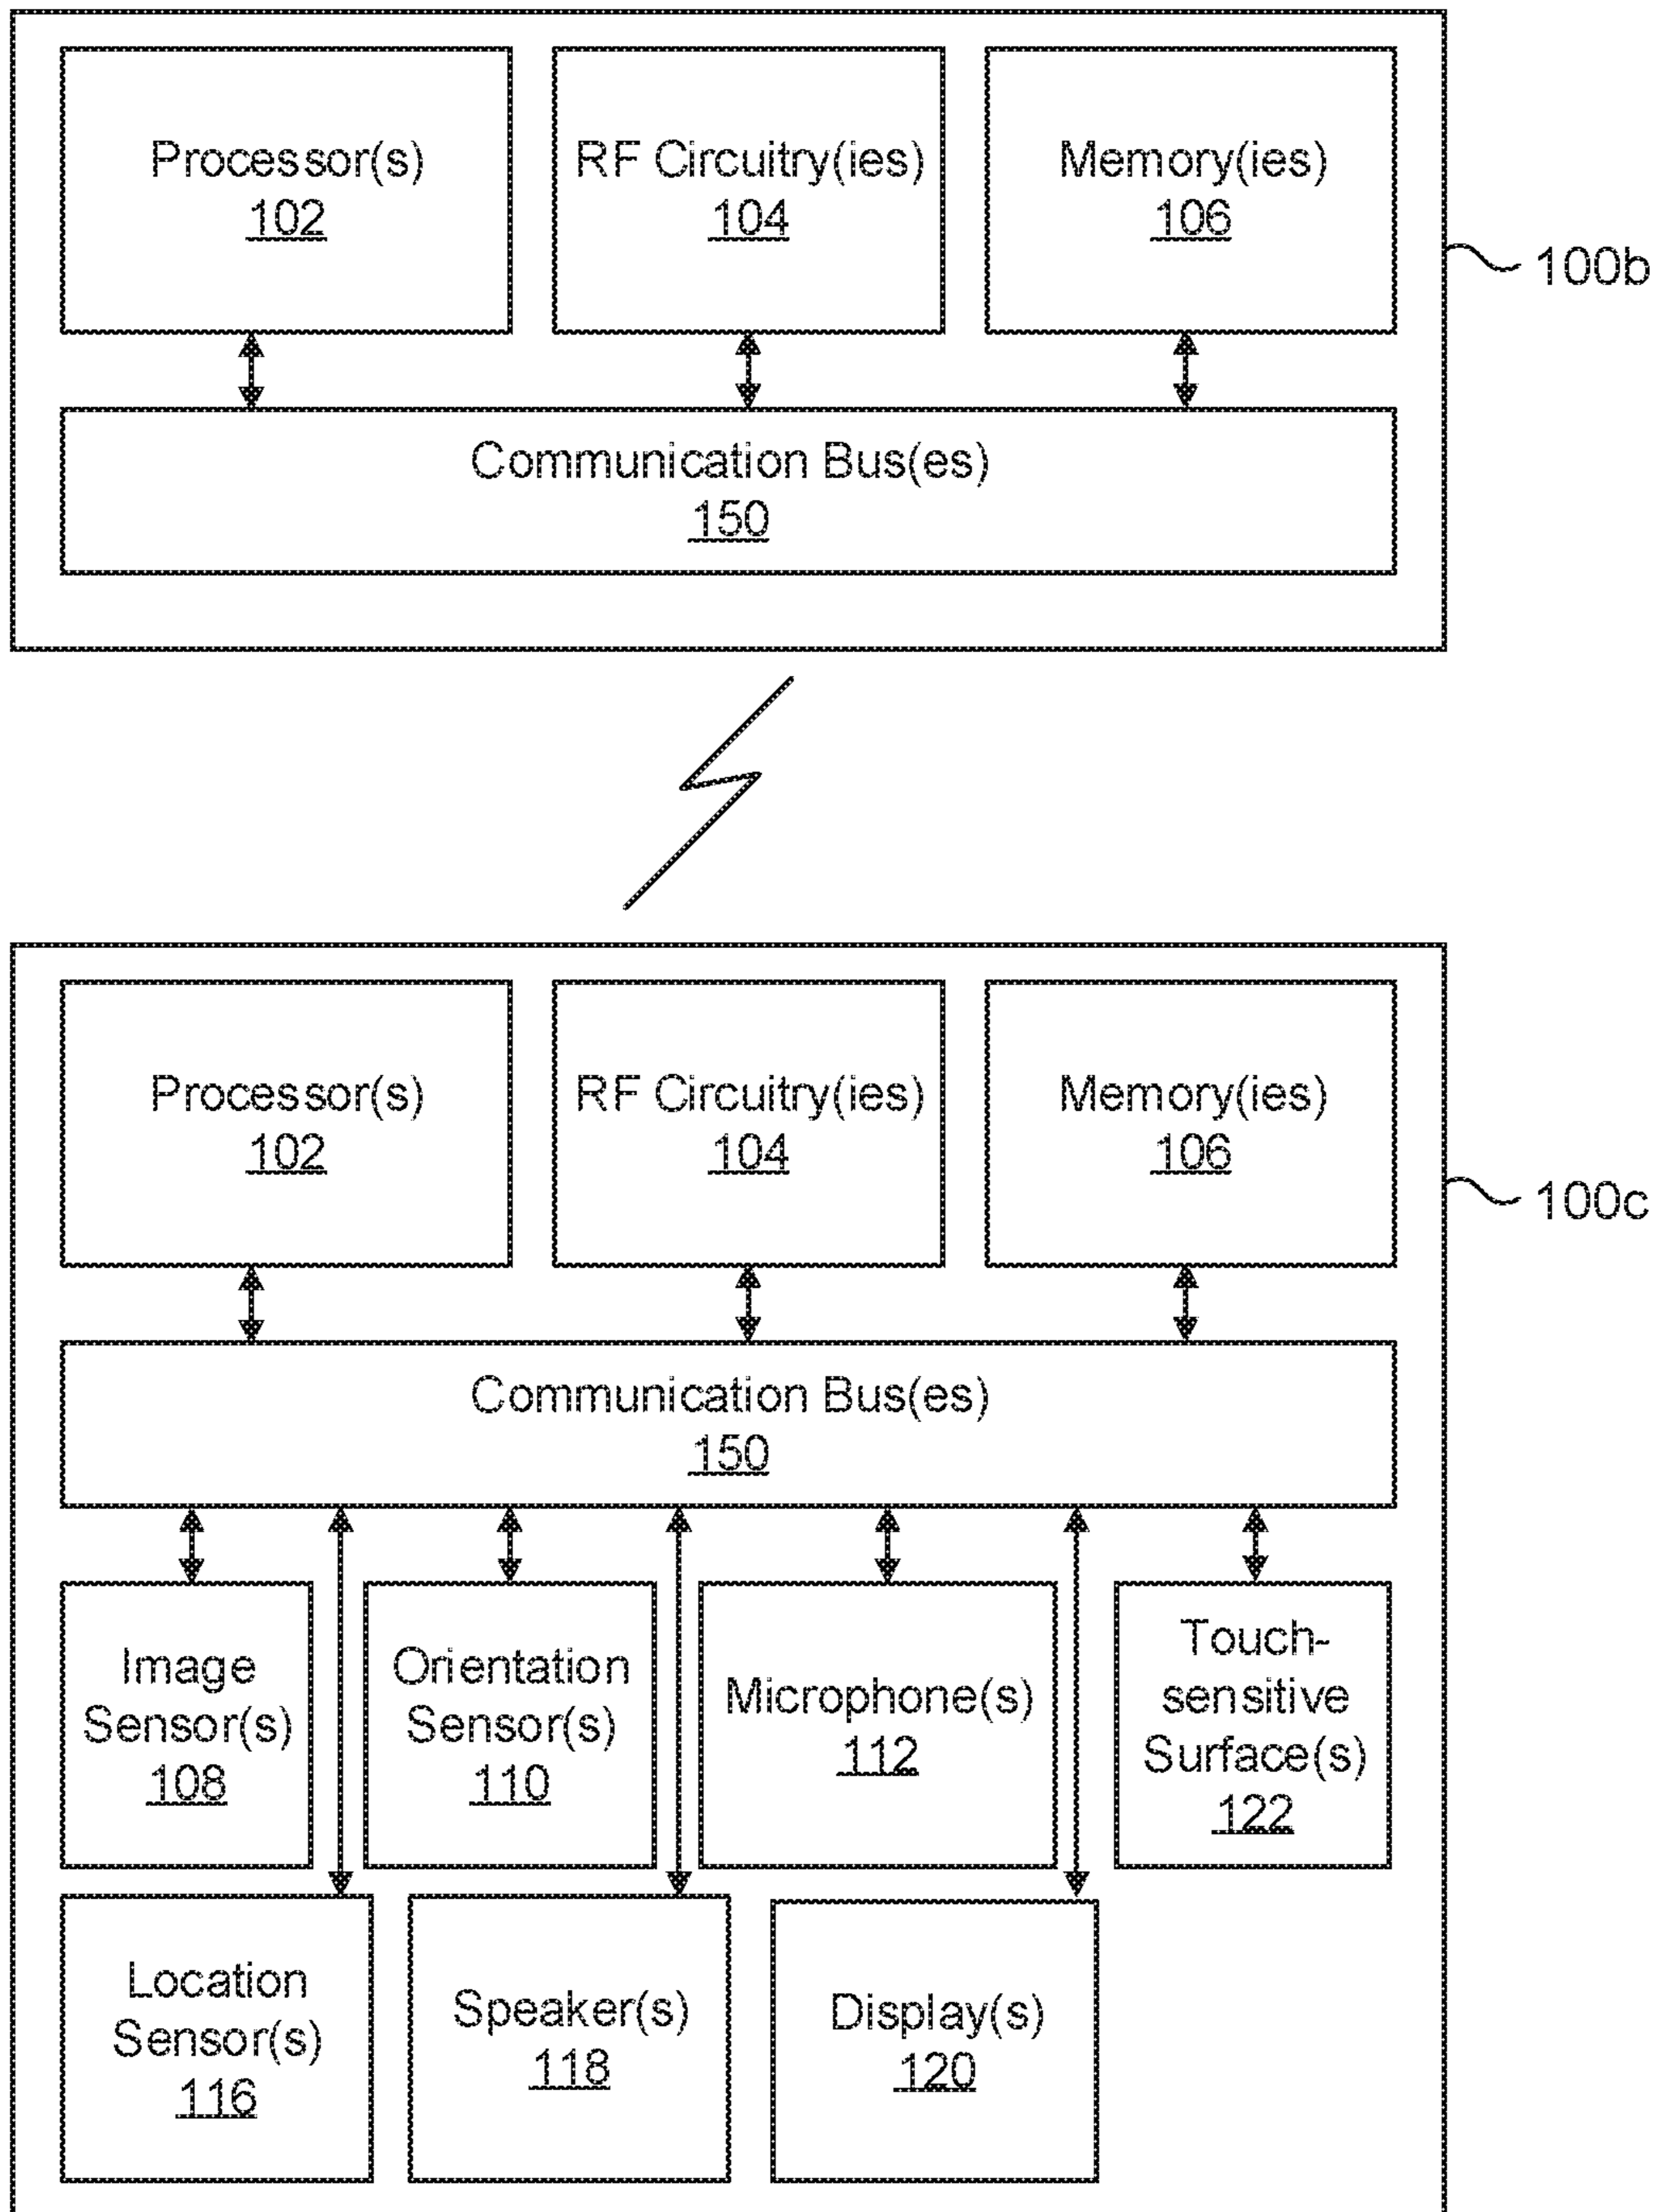 Processor(s)
102
RF Circuitry(ies)
104
Memory(ies)
106
Communication Bus(es)
150
100b
Processor(s)
102
RF Circuitry(ies)
104
Memory(ies)
106
100c
Communication Bus(es)
150
Image
Sensor(s)
108
Orientation
Sensor(s)
110
Microphone(s)
112
Touch-
sensitive
Surface(s)
122
Location
Sensor(s)
116
Speaker(s)
118
Display(s)
120